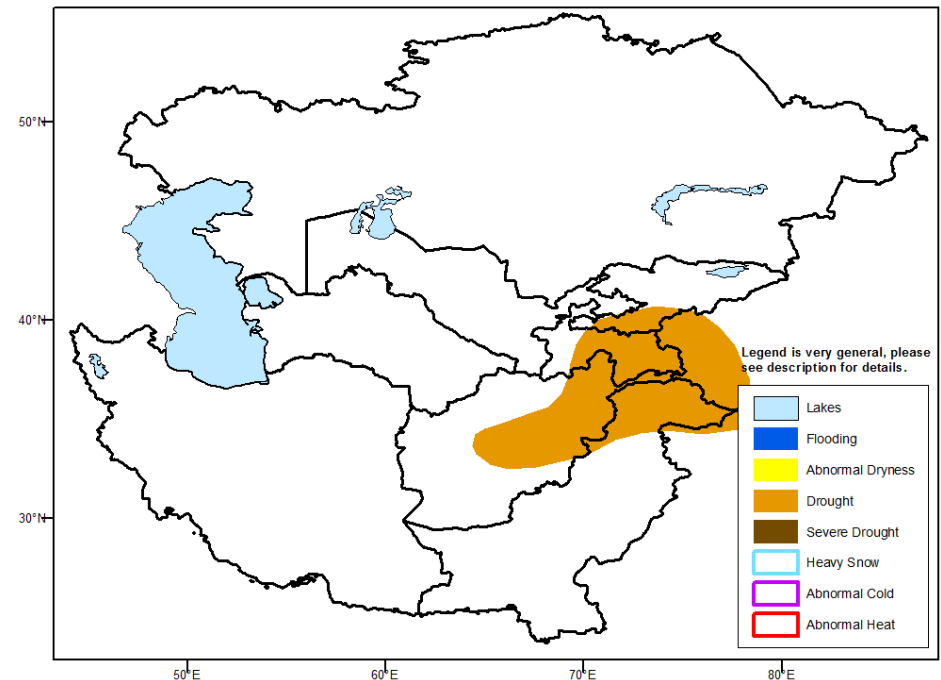 50°N
40°N
30°N
Legend is very general, please
see description for details.
Lakes
Flooding
Abnormal Dryness
Drought
Severe Drought
Heavy Snow
Abnormal Cold
Abnormal Heat
50°E
60°E
70°E
80°E